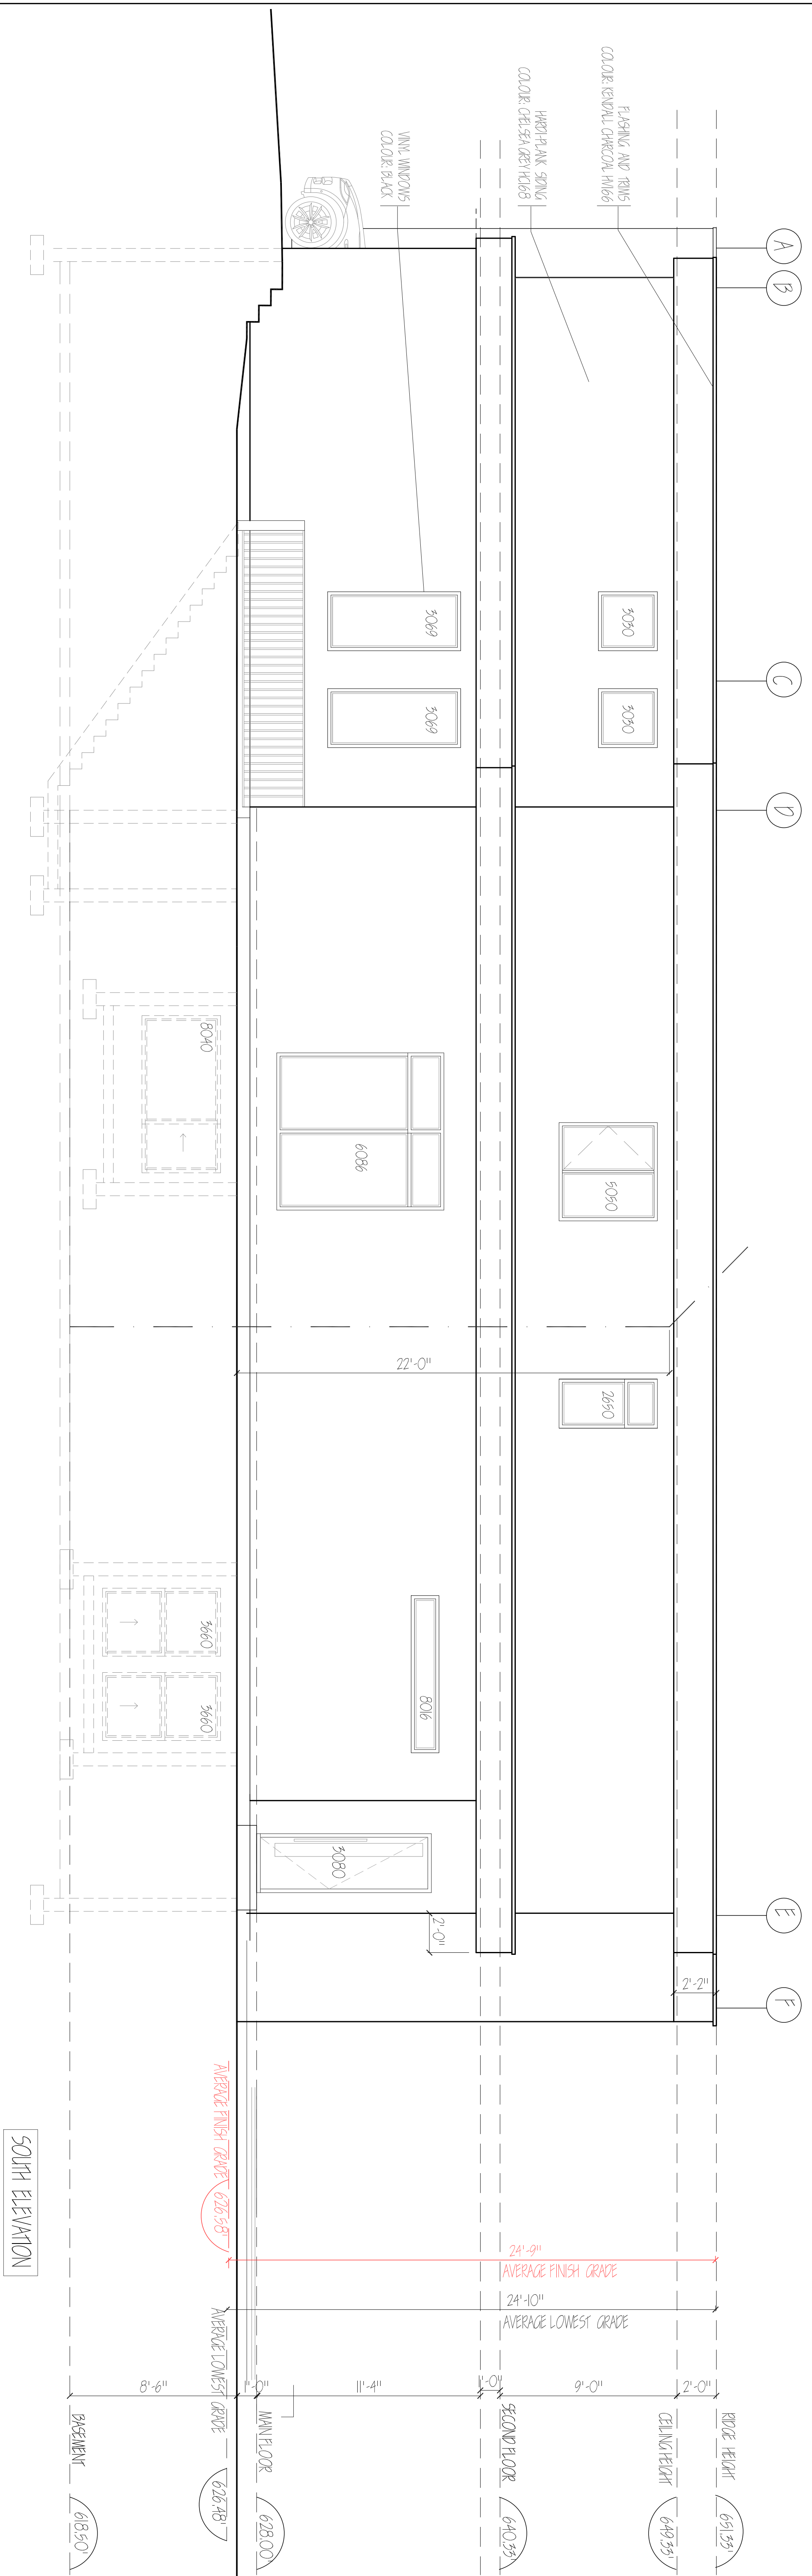 A
B
C
D
E
F
FLASHING AND TRIMS
COLOUR: KENDALL CHARCOAL HV166
HARDI-PLANK SIDING
COLOUR: CHELSEA GREY HC168
VINYL WINDOWS
COLOUR: BLACK
3030
3030
3069
3069
5050
6086
8040
22'-0"
2650
8016
3660
3660
3080
2'-0"
2'-2"
AVERAGE FINISH GRADE 626.58'
24'-9"
AVERAGE FINISH GRADE
24'-10"
AVERAGE LOWEST GRADE
2'-0"
9'-0"
1'-0"
11'-4"
1'-0"
8'-6"
RIDGE HEIGHT 651.33'
CEILING HEIGHT 649.33'
SECOND FLOOR 640.33'
MAIN FLOOR 628.00'
AVERAGE LOWEST GRADE 626.48'
BASEMENT 618.50'
SOUTH ELEVATION